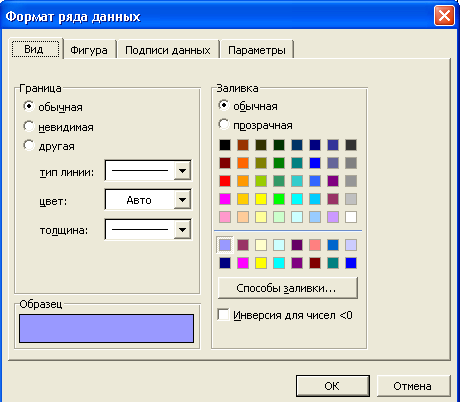 Формат ряда данных
Вид Фигура Подписи данных Параметры
Граница
обычная
невидимая
другая
тип линии:
цвет: Авто
толщина:
Образец
Заливка
обычная
прозрачная
Способы заливки...
Инверсия для чисел <0
ОК Отмена